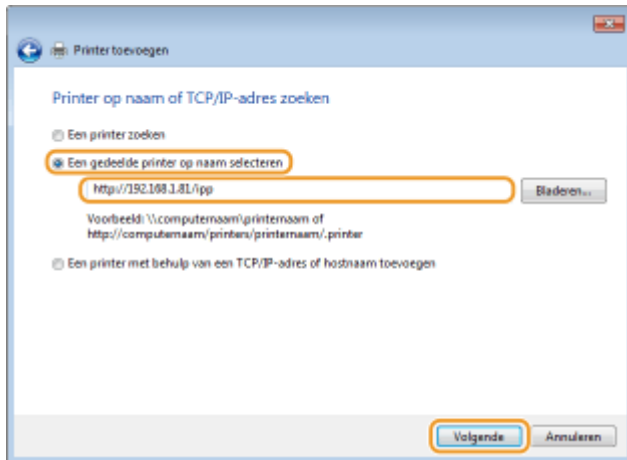 Printer toevoegen
Printer op naam of TCP/IP-adres zoeken
Een printer zoeken
Een gedeelde printer op naam selecteren
http://192.168.1.81/ipp
Bladeren...
Voorbeeld: \\computernaam\printernaam of
http://computernaam/printers/printernaam/.printer
Een printer met behulp van een TCP/IP-adres of hostnaam toevoegen
Volgende
Annuleren